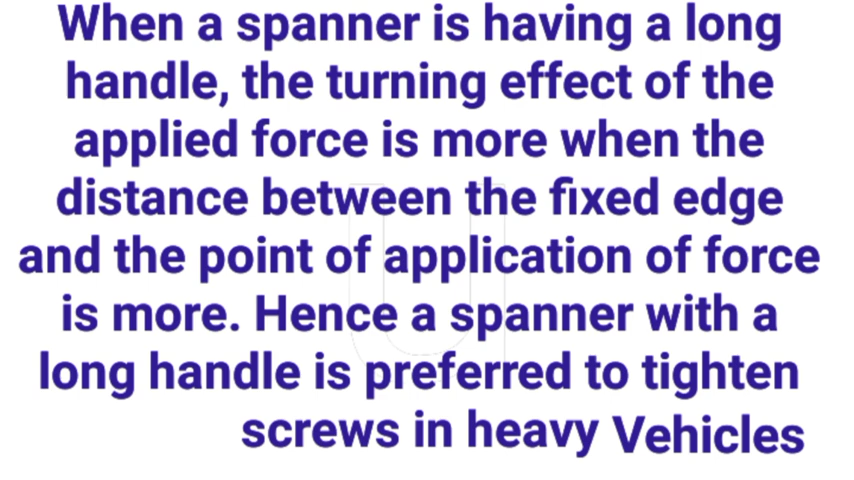 When a spanner is having a long
handle, the turning effect of the
applied force is more when the
distance between the fixed edge
and the point of application of force
is more. Hence a spanner with a
long handle is preferred to tighten
screws in heavy Vehicles